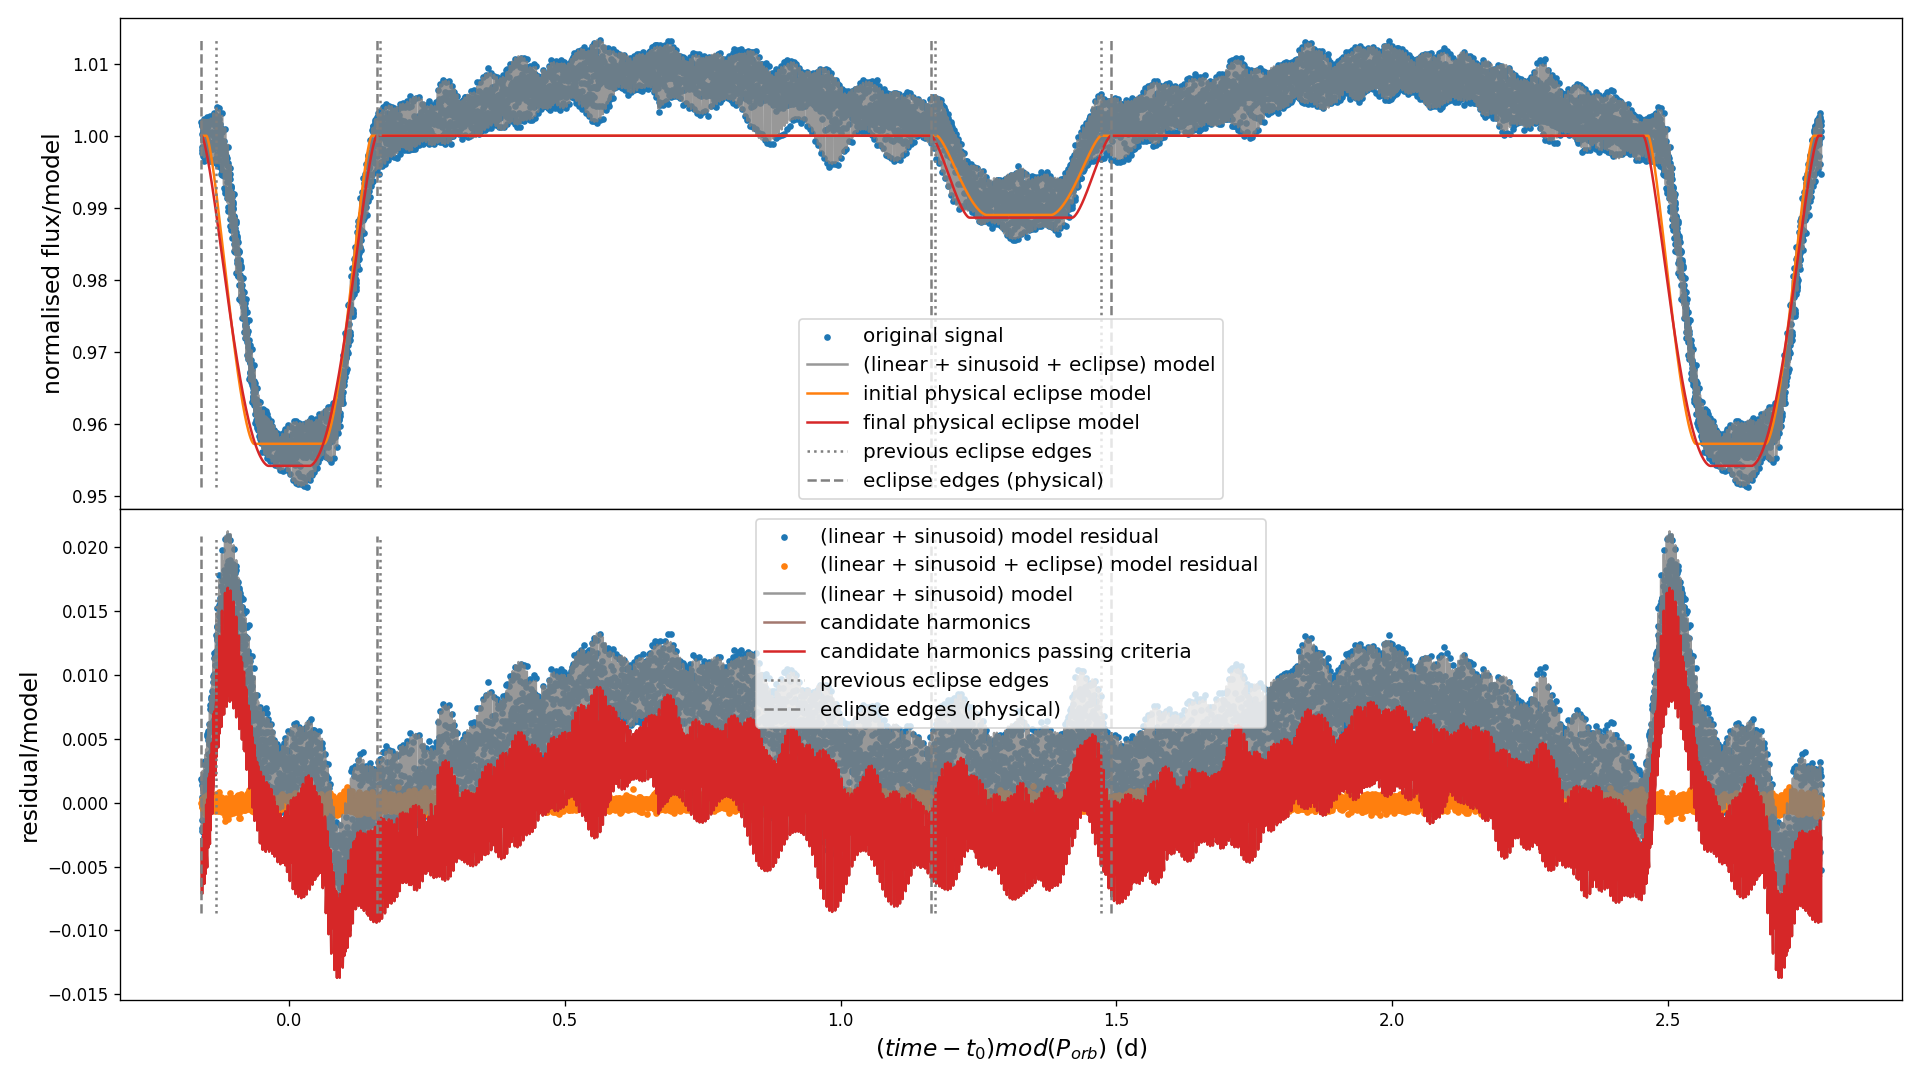 normalised flux/model
1.01
1.00
0.99
0.98
0.97
0.96
0.95
original signal
(linear + sinusoid + eclipse) model
initial physical eclipse model
final physical eclipse model
previous eclipse edges
eclipse edges (physical)
residual/model
0.020
0.015
0.010
0.005
0.000
−0.005
−0.010
−0.015
(linear + sinusoid) model residual
(linear + sinusoid + eclipse) model residual
(linear + sinusoid) model
candidate harmonics
candidate harmonics passing criteria
previous eclipse edges
eclipse edges (physical)
0.0 0.5 1.0 1.5 2.0 2.5
(time − t₀)mod(Pₒᵣᵦ) (d)